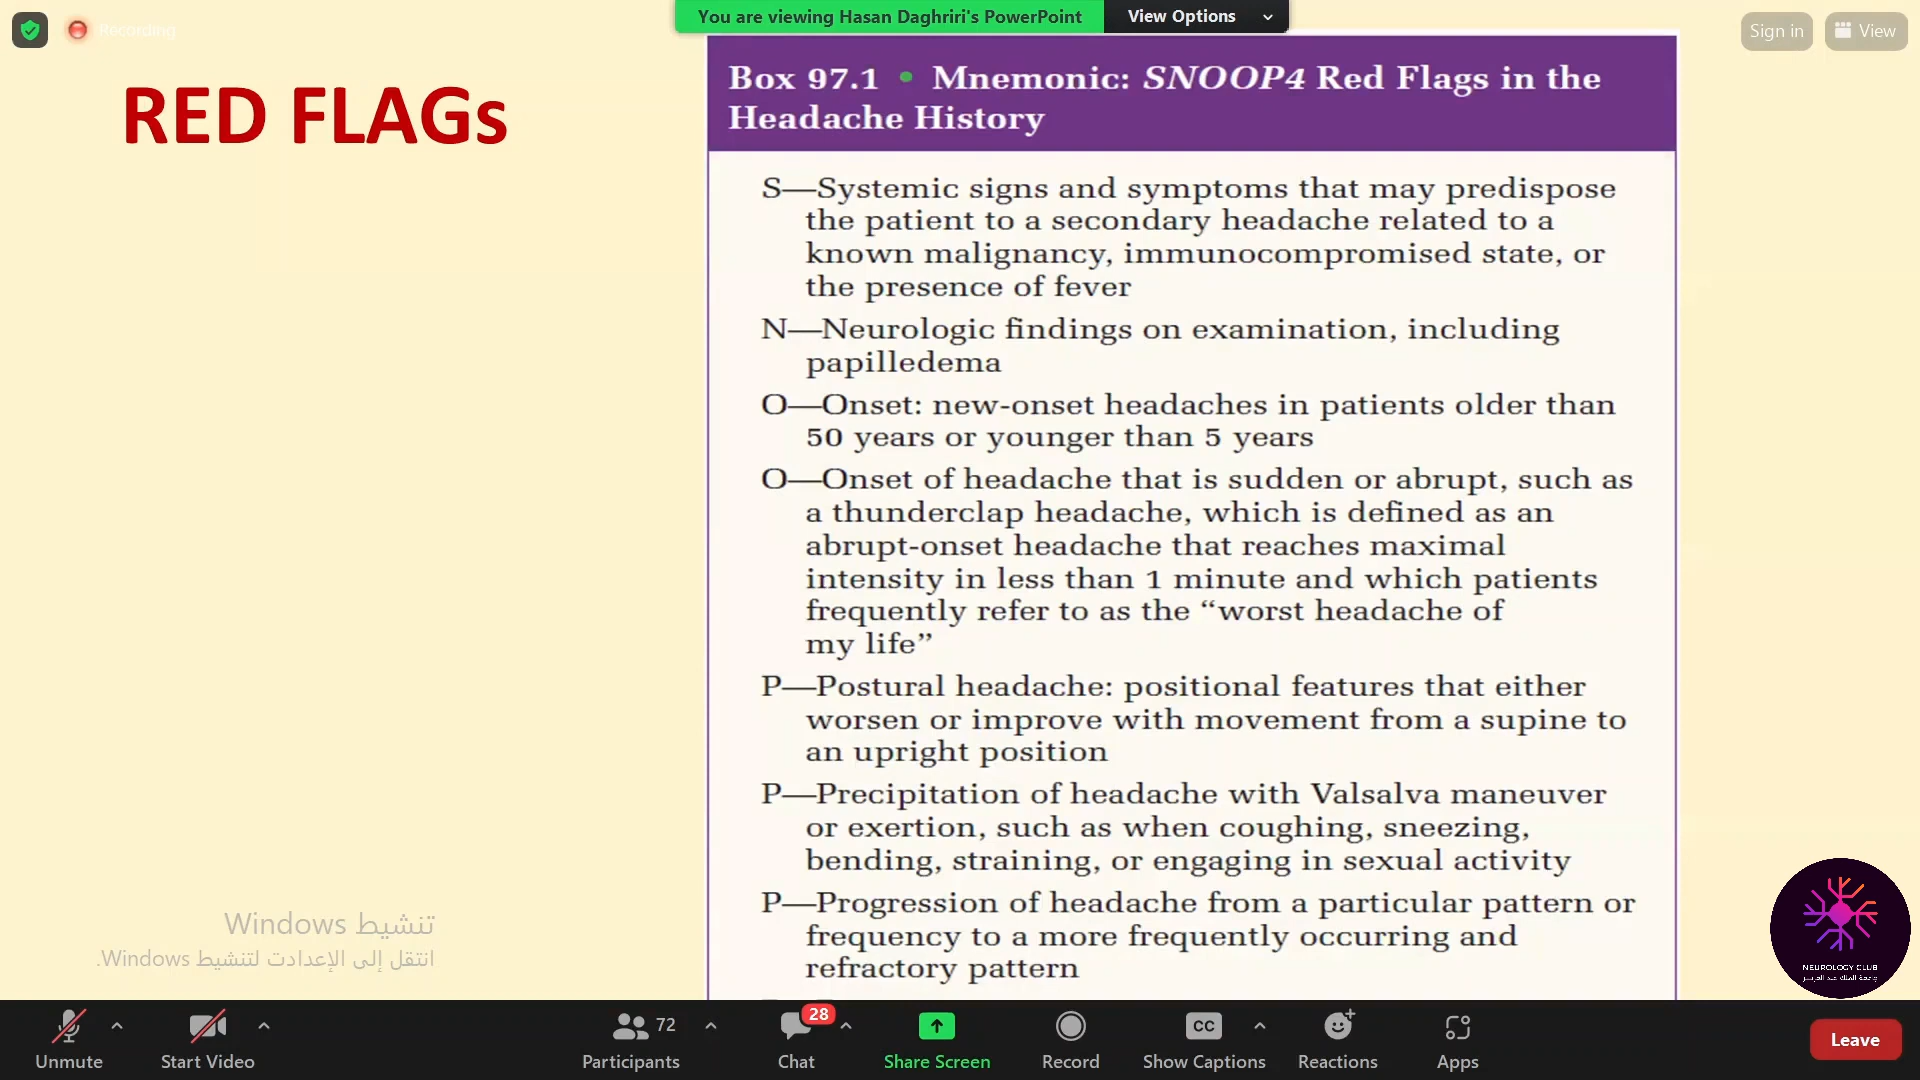 You are viewing Hasan Daghriri's PowerPoint
View Options
Recording
Sign in
View
RED FLAGs
Box 97.1 • Mnemonic: SNOOP4 Red Flags in the
Headache History
S—Systemic signs and symptoms that may predispose
the patient to a secondary headache related to a
known malignancy, immunocompromised state, or
the presence of fever
N—Neurologic findings on examination, including
papilledema
O—Onset: new-onset headaches in patients older than
50 years or younger than 5 years
O—Onset of headache that is sudden or abrupt, such as
a thunderclap headache, which is defined as an
abrupt-onset headache that reaches maximal
intensity in less than 1 minute and which patients
frequently refer to as the “worst headache of
my life”
P—Postural headache: positional features that either
worsen or improve with movement from a supine to
an upright position
P—Precipitation of headache with Valsalva maneuver
or exertion, such as when coughing, sneezing,
bending, straining, or engaging in sexual activity
P—Progression of headache from a particular pattern or
frequency to a more frequently occurring and
refractory pattern
تنشيط Windows
انتقل إلى الإعدادت لتنشيط Windows.
NEUROLOGY CLUB
جامعة الملك عبد العزيز
Unmute
Start Video
72
Participants
28
Chat
Share Screen
Record
CC
Show Captions
Reactions
Apps
Leave